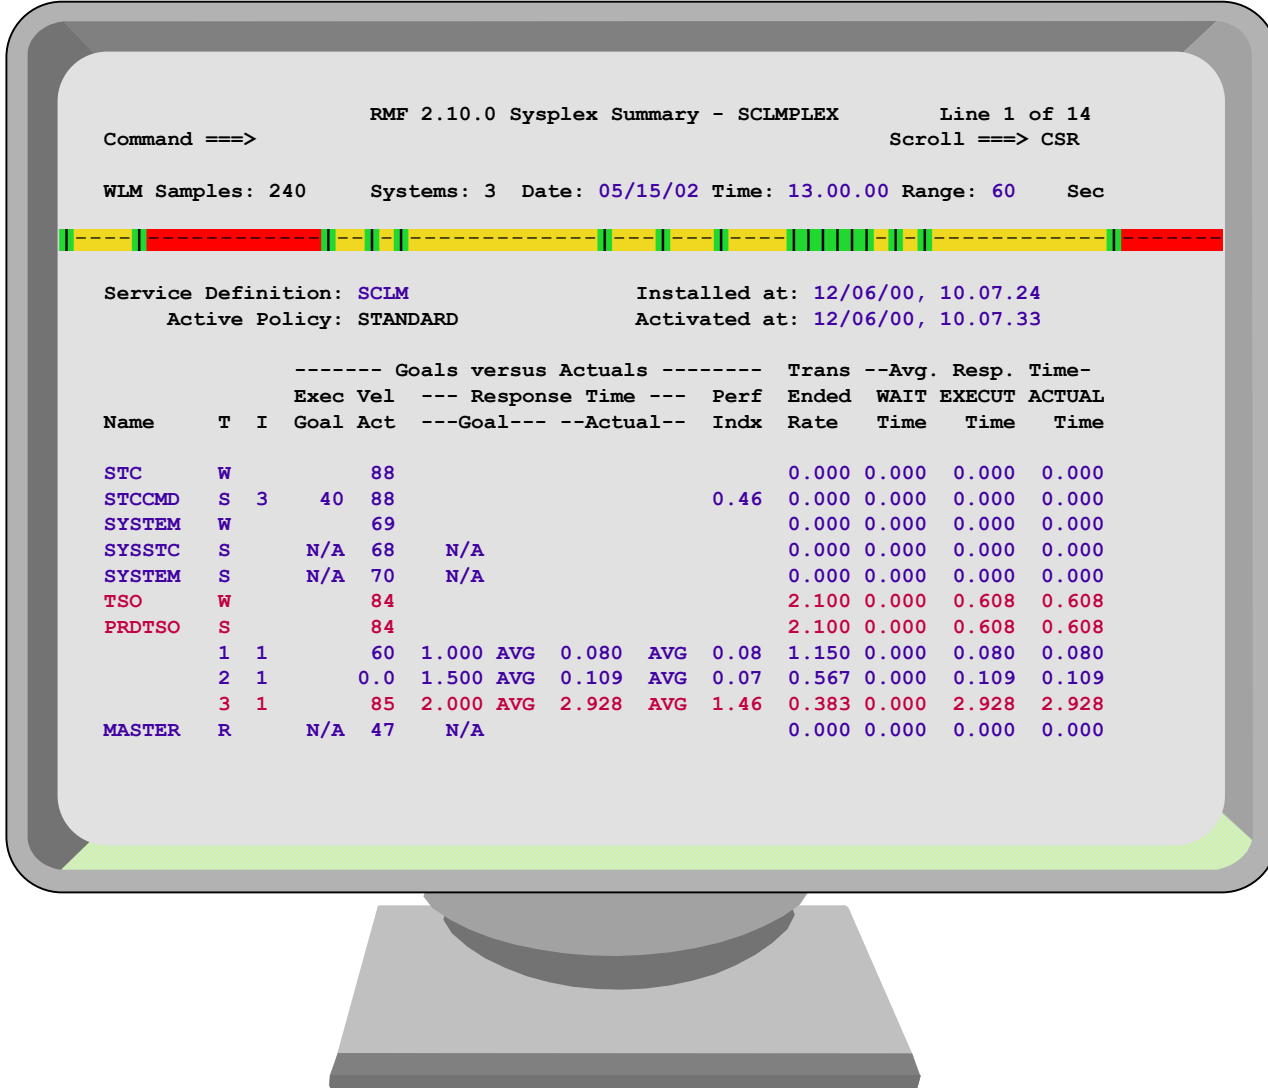 RMF 2.10.0 Sysplex Summary - SCLMPLEX Line 1 of 14
Command ===> Scroll ===> CSR
WLM Samples: 240 Systems: 3 Date: 05/15/02 Time: 13.00.00 Range: 60 Sec
Service Definition: SCLM Installed at: 12/06/00, 10.07.24
Active Policy: STANDARD Activated at: 12/06/00, 10.07.33
------- Goals versus Actuals -------- Trans --Avg. Resp. Time-
Exec Vel --- Response Time --- Perf Ended WAIT EXECUT ACTUAL
Name T I Goal Act ---Goal--- --Actual-- Indx Rate Time Time Time
STC W 88 0.000 0.000 0.000 0.000
STCCMD S 3 40 88 0.46 0.000 0.000 0.000 0.000
SYSTEM W 69 0.000 0.000 0.000 0.000
SYSSTC S N/A 68 N/A 0.000 0.000 0.000 0.000
SYSTEM S N/A 70 N/A 0.000 0.000 0.000 0.000
TSO W 84 2.100 0.000 0.608 0.608
PRDTSO S 84 2.100 0.000 0.608 0.608
1 1 60 1.000 AVG 0.080 AVG 0.08 1.150 0.000 0.080 0.080
2 1 0.0 1.500 AVG 0.109 AVG 0.07 0.567 0.000 0.109 0.109
3 1 85 2.000 AVG 2.928 AVG 1.46 0.383 0.000 2.928 2.928
MASTER R N/A 47 N/A 0.000 0.000 0.000 0.000